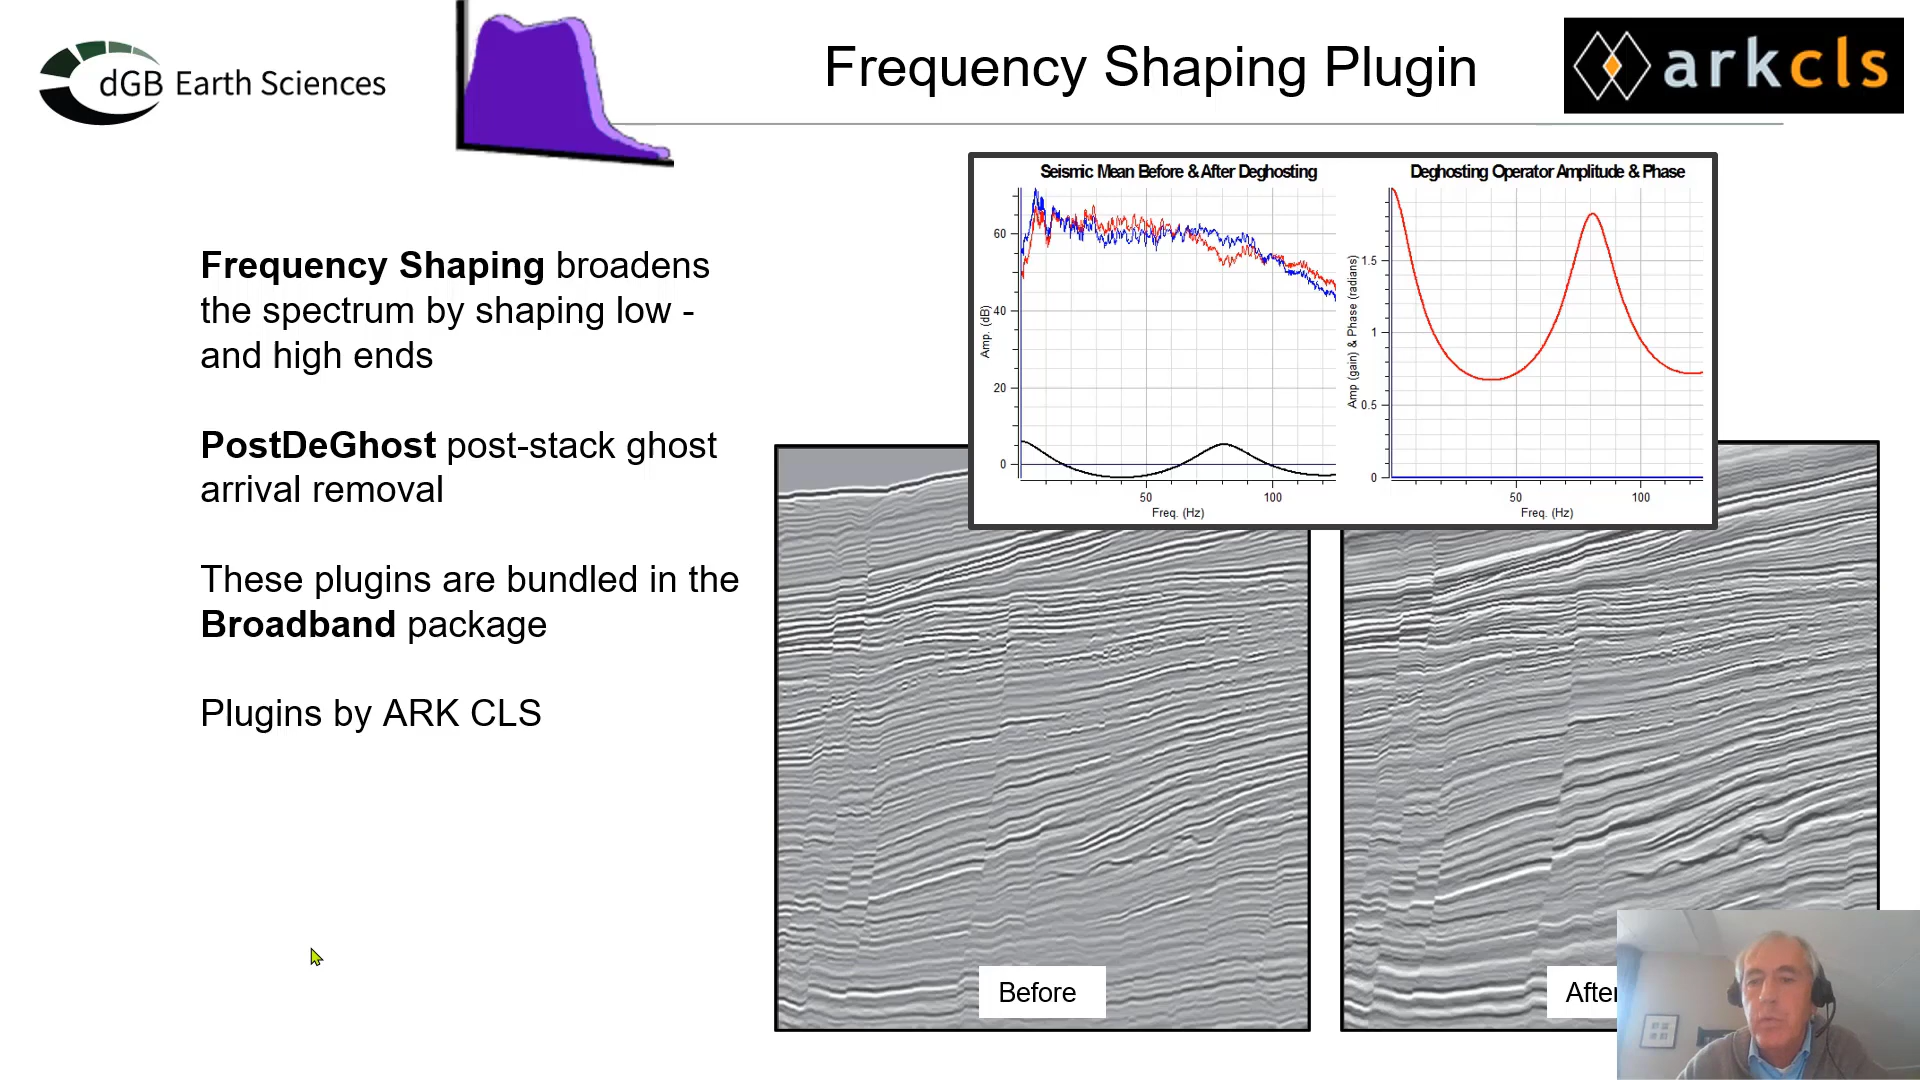 dGB Earth Sciences
Frequency Shaping Plugin
arkcls
Frequency Shaping broadens
the spectrum by shaping low -
and high ends
PostDeGhost post-stack ghost
arrival removal
These plugins are bundled in the
Broadband package
Plugins by ARK CLS
Seismic Mean Before & After Deghosting
Amp. (dB)
60
40
20
0
50
100
Freq. (Hz)
Deghosting Operator Amplitude & Phase
Amp (gain) & Phase (radians)
1.5
1
0.5
0
50
100
Freq. (Hz)
Before
After